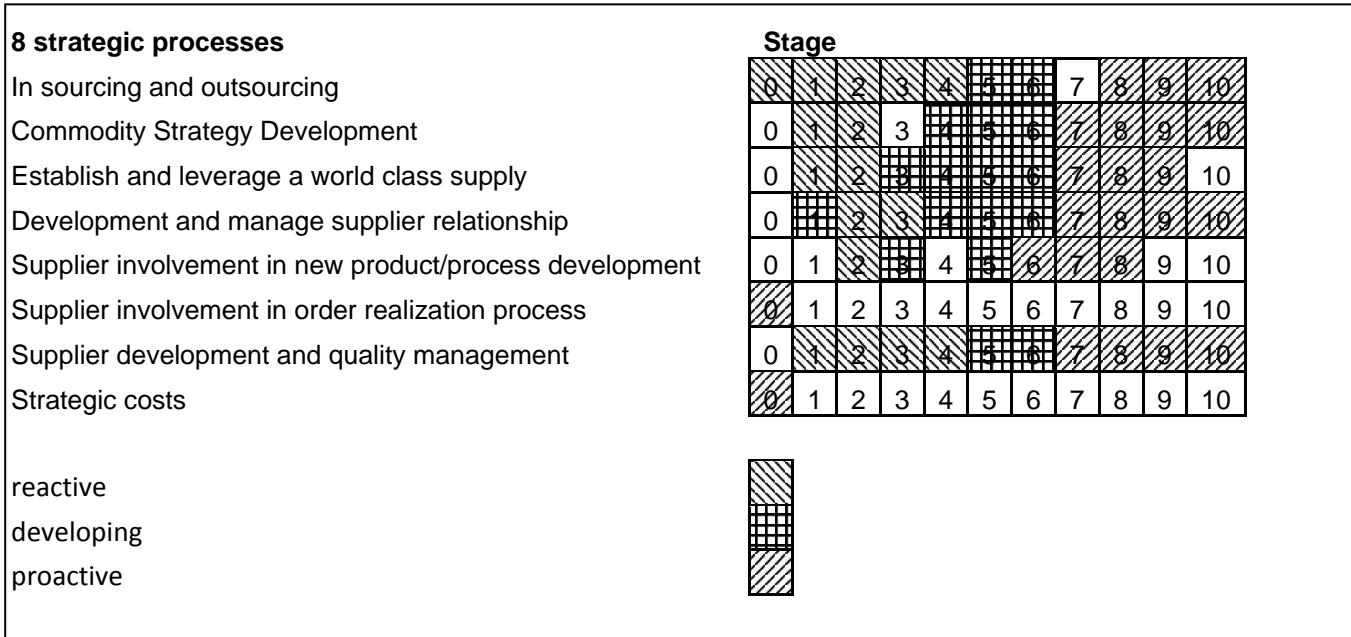 8 strategic processes Stage
In sourcing and outsourcing 0 1 2 3 4 5 6 7 8 9 10
Commodity Strategy Development 0 1 2 3 4 5 6 7 8 9 10
Establish and leverage a world class supply 0 1 2 3 4 5 6 7 8 9 10
Development and manage supplier relationship 0 1 2 3 4 5 6 7 8 9 10
Supplier involvement in new product/process development 0 1 2 3 4 5 6 7 8 9 10
Supplier involvement in order realization process 0 1 2 3 4 5 6 7 8 9 10
Supplier development and quality management 0 1 2 3 4 5 6 7 8 9 10
Strategic costs 0 1 2 3 4 5 6 7 8 9 10
reactive
developing
proactive